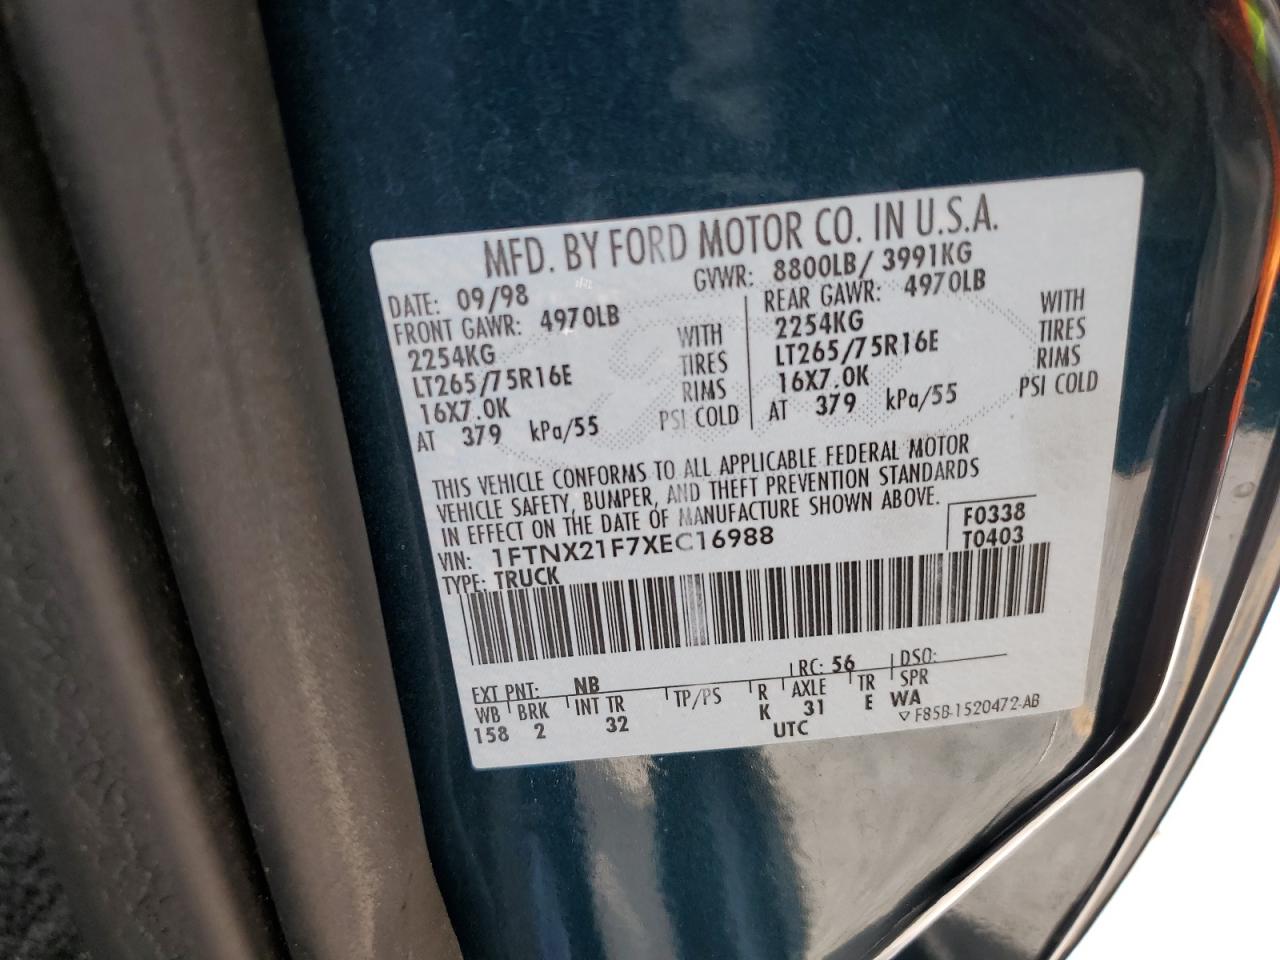 MFD. BY FORD MOTOR CO. IN U.S.A.
DATE: 09/98 GVWR: 8800LB/ 3991KG
FRONT GAWR: 4970LB REAR GAWR: 4970LB
2254KG WITH 2254KG WITH
LT265/75R16E TIRES LT265/75R16E TIRES
16X7.0K RIMS 16X7.0K RIMS
AT 379 kPa/55 PSI COLD AT 379 kPa/55 PSI COLD
THIS VEHICLE CONFORMS TO ALL APPLICABLE FEDERAL MOTOR
VEHICLE SAFETY, BUMPER, AND THEFT PREVENTION STANDARDS
IN EFFECT ON THE DATE OF MANUFACTURE SHOWN ABOVE.
VIN: 1FTNX21F7XEC16988 F0338
TYPE: TRUCK T0403
EXT PNT: NB RC: 56 DSO:
WB BRK INT TR TP/PS R AXLE TR SPR
158 2 32 K 31 E WA
UTC ▽ F85B-1520472-AB